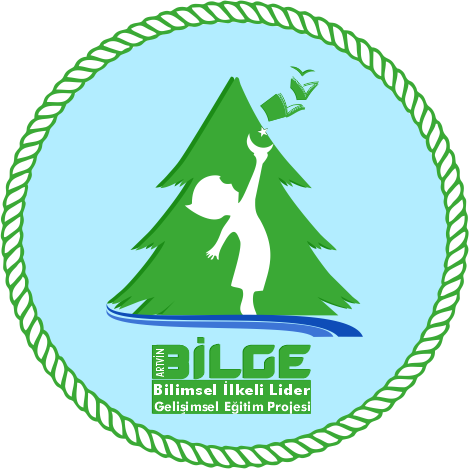 ARTVİN
BİLGE
Bilimsel İlkeli Lider
Gelişimsel Eğitim Projesi